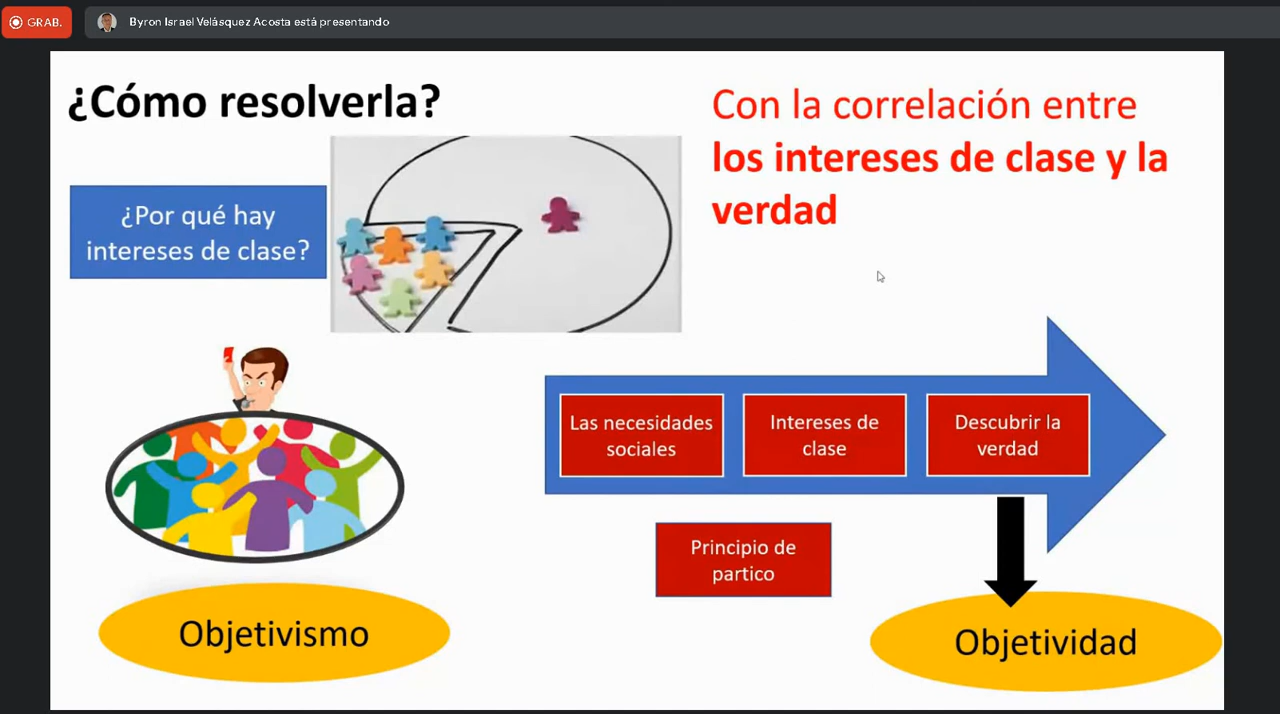 GRAB.
Byron Israel Velásquez Acosta está presentando
¿Cómo resolverla?
Con la correlación entre
los intereses de clase y la
verdad
¿Por qué hay
intereses de clase?
Las necesidades
sociales
Intereses de
clase
Descubrir la
verdad
Principio de
partico
Objetivismo
Objetividad